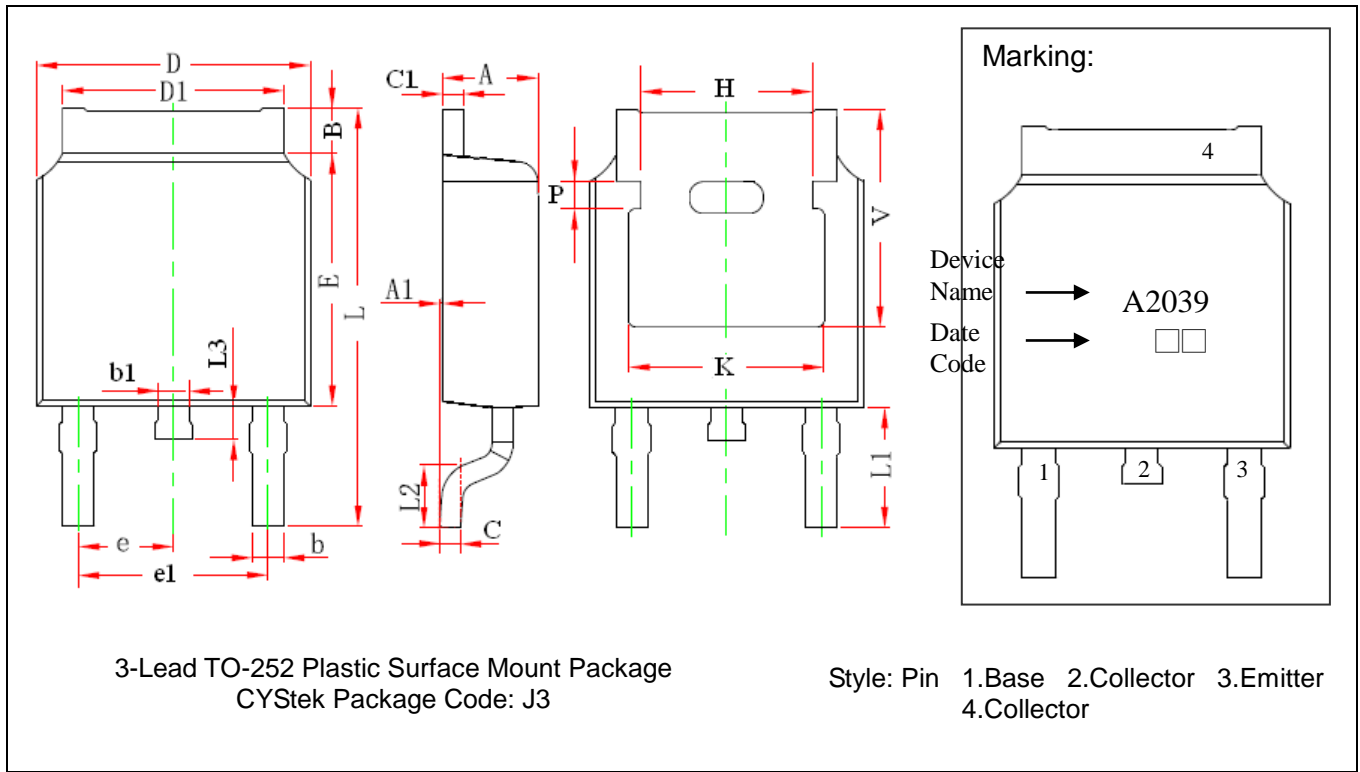 D
D1
B
E
L
L3
b1
e
e1
b
C1
A
A1
L2
C
H
P
V
K
L1
Marking:
4
Device
Name
A2039
Date
Code
1
2
3
3-Lead TO-252 Plastic Surface Mount Package
CYStek Package Code: J3
Style: Pin 1.Base 2.Collector 3.Emitter
4.Collector